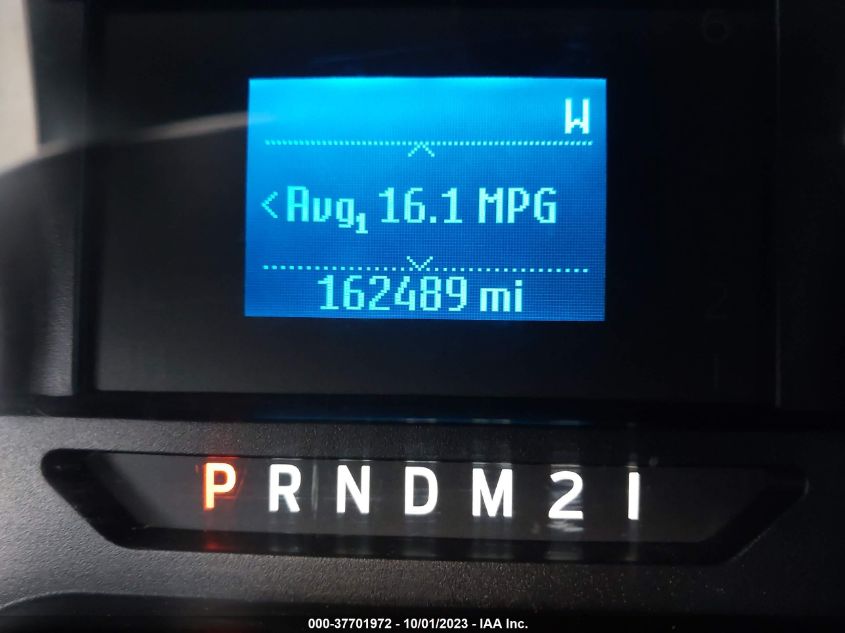 W
<Avg1 16.1 MPG
162489 mi
P R N D M 2 1
000-37701972 - 10/01/2023 - IAA Inc.